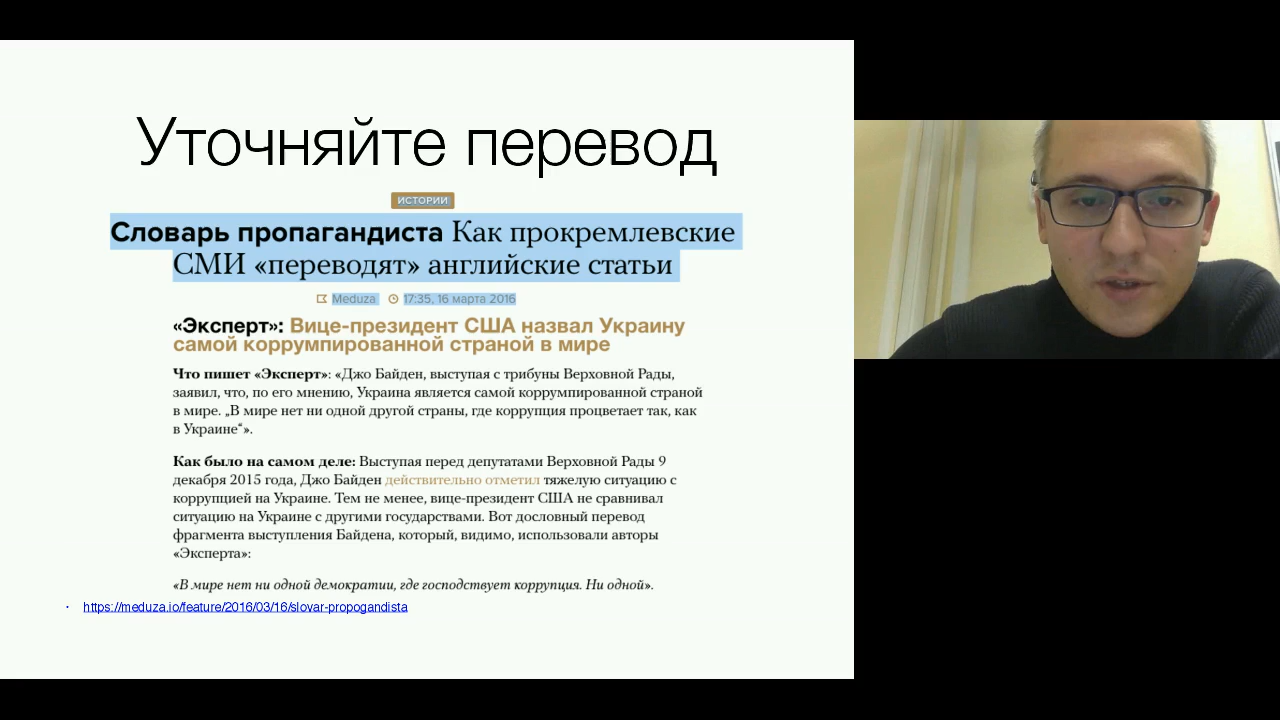 Уточняйте перевод
ИСТОРИИ
Словарь пропагандиста Как прокремлевские
СМИ «переводят» английские статьи
Meduza 17:35, 16 марта 2016
«Эксперт»: Вице-президент США назвал Украину
самой коррумпированной страной в мире
Что пишет «Эксперт»: «Джо Байден, выступая с трибуны Верховной Рады,
заявил, что, по его мнению, Украина является самой коррумпированной страной
в мире. „В мире нет ни одной другой страны, где коррупция процветает так, как
в Украине“».
Как было на самом деле: Выступая перед депутатами Верховной Рады 9
декабря 2015 года, Джо Байден действительно отметил тяжелую ситуацию с
коррупцией на Украине. Тем не менее, вице-президент США не сравнивал
ситуацию на Украине с другими государствами. Вот дословный перевод
фрагмента выступления Байдена, который, видимо, использовали авторы
«Эксперта»:
«В мире нет ни одной демократии, где господствует коррупция. Ни одной».
· https://meduza.io/feature/2016/03/16/slovar-propogandista